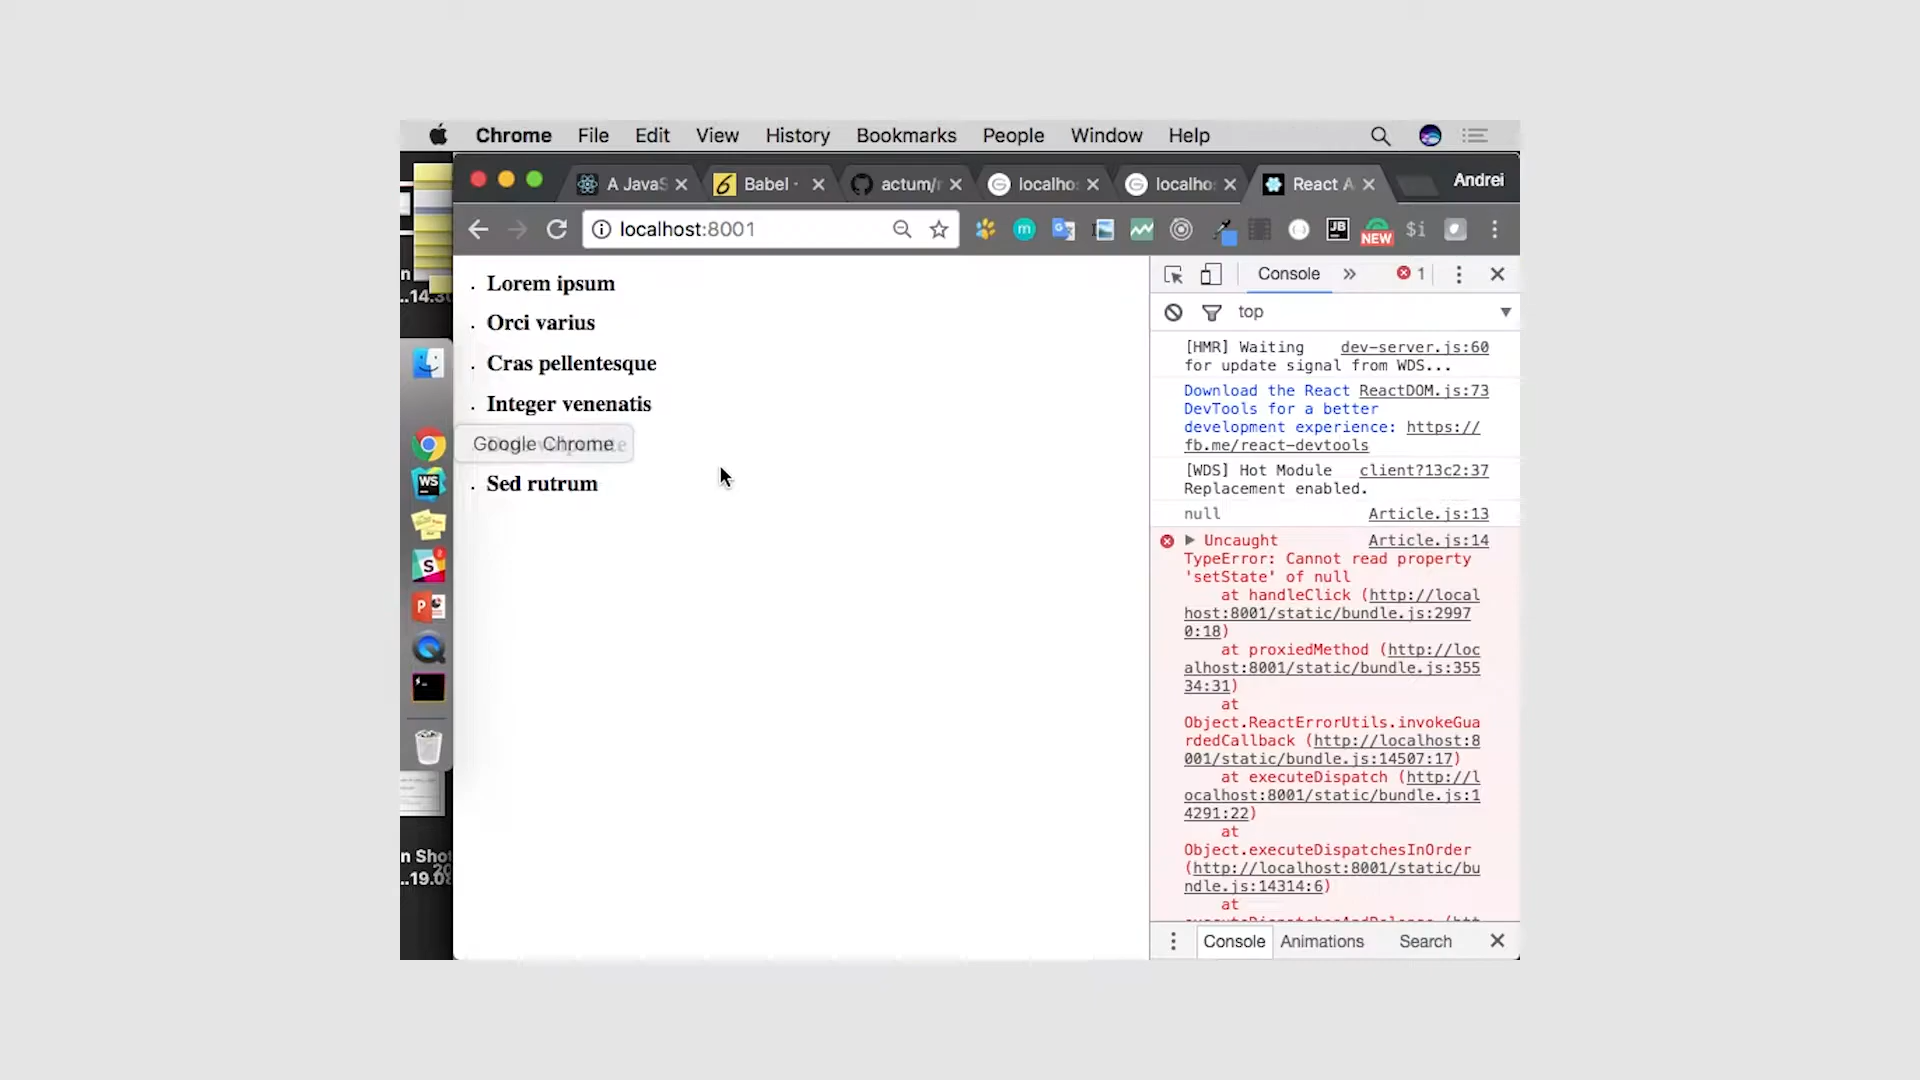 Chrome File Edit View History Bookmarks People Window Help
A JavaS
Babel
actum/r
localho
localho
React A
Andrei
localhost:8001
m
JB
NEW
$i
Lorem ipsum
Orci varius
Cras pellentesque
Integer venenatis
Google Chrome
Sed rutrum
n
..14.30
WS
S
P
n Shot
..19.08
Console » 1
top
[HMR] Waiting dev-server.js:60
for update signal from WDS...
Download the React ReactDOM.js:73
DevTools for a better
development experience: https://
fb.me/react-devtools
[WDS] Hot Module client?13c2:37
Replacement enabled.
null Article.js:13
Uncaught Article.js:14
TypeError: Cannot read property
'setState' of null
at handleClick (http://local
host:8001/static/bundle.js:2997
0:18)
at proxiedMethod (http://loc
alhost:8001/static/bundle.js:355
34:31)
at
Object.ReactErrorUtils.invokeGua
rdedCallback (http://localhost:8
001/static/bundle.js:14507:17)
at executeDispatch (http://l
ocalhost:8001/static/bundle.js:1
4291:22)
at
Object.executeDispatchesInOrder
(http://localhost:8001/static/bu
ndle.js:14314:6)
at
Console Animations Search